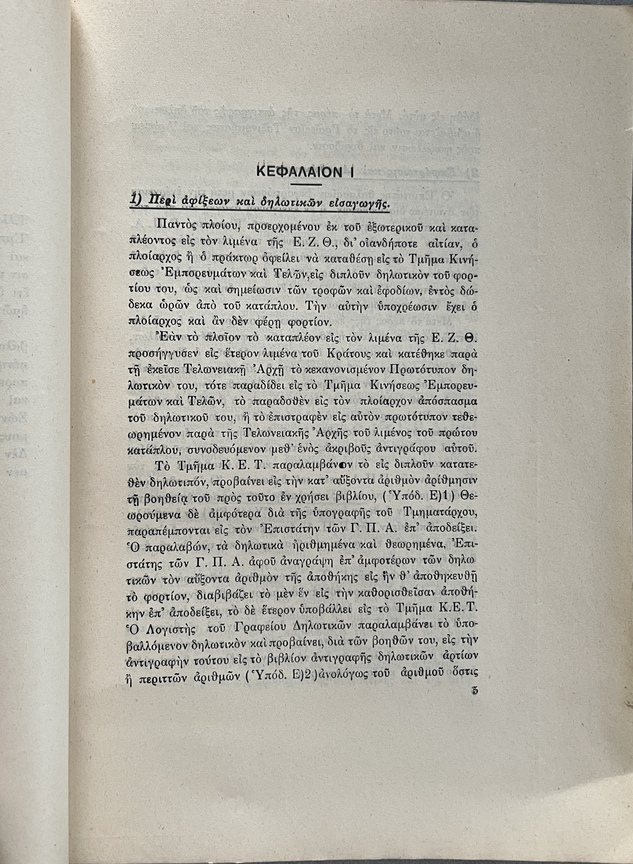 ΚΕΦΑΛΑΙΟΝ Ι
1) Περὶ ἀφίξεων καὶ δηλωτικῶν εἰσαγωγῆς.
Παντὸς πλοίου, προσερχομένου ἐκ τοῦ ἐξωτερικοῦ καὶ κατα-
πλέοντος εἰς τὸν λιμένα τῆς Ε. Ζ. Θ., δι' οἱανδήποτε αἰτίαν, ὁ
πλοίαρχος ἢ ὁ πράκτωρ ὀφείλει νὰ καταθέσῃ εἰς τὸ Τμῆμα Κινή-
σεως Ἐμπορευμάτων καὶ Τελῶν,εἰς διπλοῦν δηλωτικὸν τοῦ φορ-
τίου του, ὡς καὶ σημείωσιν τῶν τροφῶν καὶ ἐφοδίων, ἐντὸς δώ-
δεκα ὡρῶν ἀπὸ τοῦ κατάπλου. Τὴν αὐτὴν ὑποχρέωσιν ἔχει ὁ
πλοίαρχος καὶ ἂν δὲν φέρῃ φορτίον.
Ἐὰν τὸ πλοῖον τὸ καταπλέον εἰς τὸν λιμένα τῆς Ε. Ζ. Θ.
προσήγγυσεν εἰς ἕτερον λιμένα τοῦ Κράτους καὶ κατέθηκε παρὰ
τῇ ἐκεῖσε Τελωνειακῇ Ἀρχῇ τὸ κεκανονισμένον Πρωτότυπον δη-
λωτικόν του, τότε παραδίδει εἰς τὸ Τμῆμα Κινήσεως Ἐμπορευ-
μάτων καὶ Τελῶν, τὸ παραδοθὲν εἰς τὸν πλοίαρχον ἀπόσπασμα
τοῦ δηλωτικοῦ του, ἢ τὸ ἐπιστραφὲν εἰς αὐτὸν πρωτότυπον τεθε-
ωρημένον παρὰ τῆς Τελωνειακῆς Ἀρχῆς τοῦ λιμένος τοῦ πρώτου
κατάπλου, συνοδευόμενον μεθ' ἑνὸς ἀκριβοῦς ἀντιγράφου αὐτοῦ.
Τὸ Τμῆμα Κ. Ε. Τ. παραλαμβάνον τὸ εἰς διπλοῦν κατατε-
θὲν δηλωτιπόν, προβαίνει εἰς τὴν κατ' αὔξοντα ἀριθμὸν ἀρίθμησιν
τῇ βοηθείᾳ τοῦ πρὸς τοῦτο ἐν χρήσει βιβλίου, (Ὑπόδ. Ε)1) Θε-
ωρούμενα δὲ ἀμφότερα διὰ τῆς ὑπογραφῆς τοῦ Τμηματάρχου,
παραπέμπονται εἰς τὸν Ἐπιστάτην τῶν Γ. Π. Α. ἐπ' ἀποδείξει.
Ὁ παραλαβών, τὰ δηλωτικὰ ἠριθμημένα καὶ θεωρημένα, Ἐπι-
στάτης τῶν Γ. Π. Α. ἀφοῦ ἀναγράψῃ ἐπ' ἀμφοτέρων τῶν δηλω
τικῶν τὸν αὔξοντα ἀριθμὸν τῆς ἀποθήκης εἰς ἣν θ' ἀποθηκευθῇ
τὸ φορτίον, διαβιβάζει τὸ μὲν ἓν εἰς τὴν καθορισθεῖσαν ἀποθή-
κην ἐπ' ἀποδείξει, τὸ δὲ ἕτερον ὑποβάλλει εἰς τὸ Τμῆμα Κ.Ε.Τ.
Ὁ Λογιστὴς τοῦ Γραφείου Δηλωτικῶν παραλαμβάνει τὸ ὑπο-
βαλλόμενον δηλωτικὸν καὶ προβαίνει, διὰ τῶν βοηθῶν του, εἰς τὴν
ἀντιγραφὴν τούτου εἰς τὸ βιβλίον ἀντιγραφῆς δηλωτικῶν ἀρτίων
ἢ περιττῶν ἀριθμῶν (Ὑπόδ. Ε)2)ἀνολόγως τοῦ ἀριθμοῦ ὅστις
5